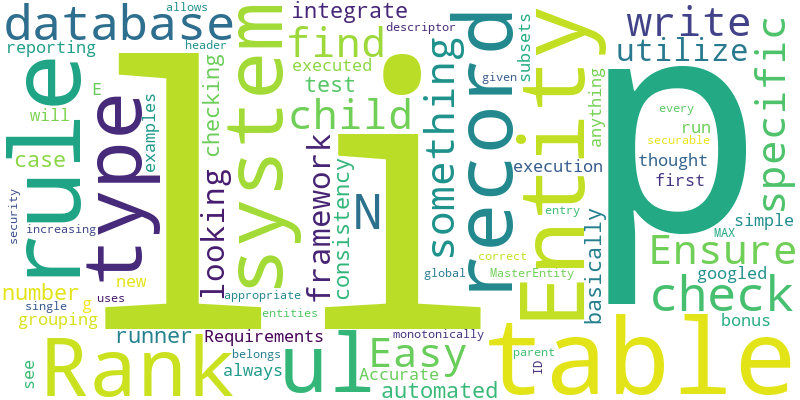 database
allows
header
integrate
descriptor
find
write
utilize
reporting
system
executed
test
E
will
rule
type
examples
checking
case
child
something
record
given
subsets
Entity
anything
specific
every
run
securable
thought
first
li
p
looking
framework
consistency
N
execution
security
increasing
basically
entry
simple
MAX
Ensure
correct
global
MasterEntity
googled
check
new
number
single
uses
g
grouping
appropriate
entities
bonus
runner
Requirements
monotonically
table
see
Rank
belongs
always
ul
Easy
Accurate
automated
parent
ID